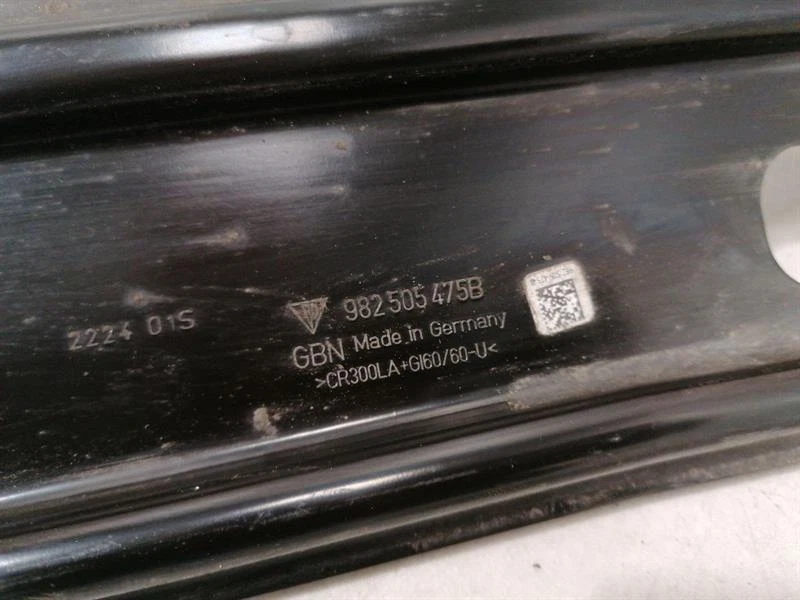 2224 01S
982 505 475B
GBN Made in Germany
>CR300LA+GI60/60-U<